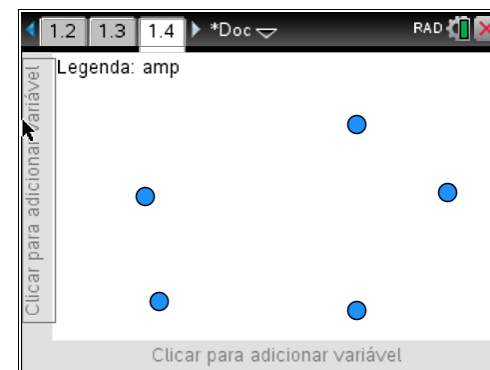 1.2 1.3 1.4 *Doc RAD
Legenda: amp
Clicar para adicionar variável
Clicar para adicionar variável